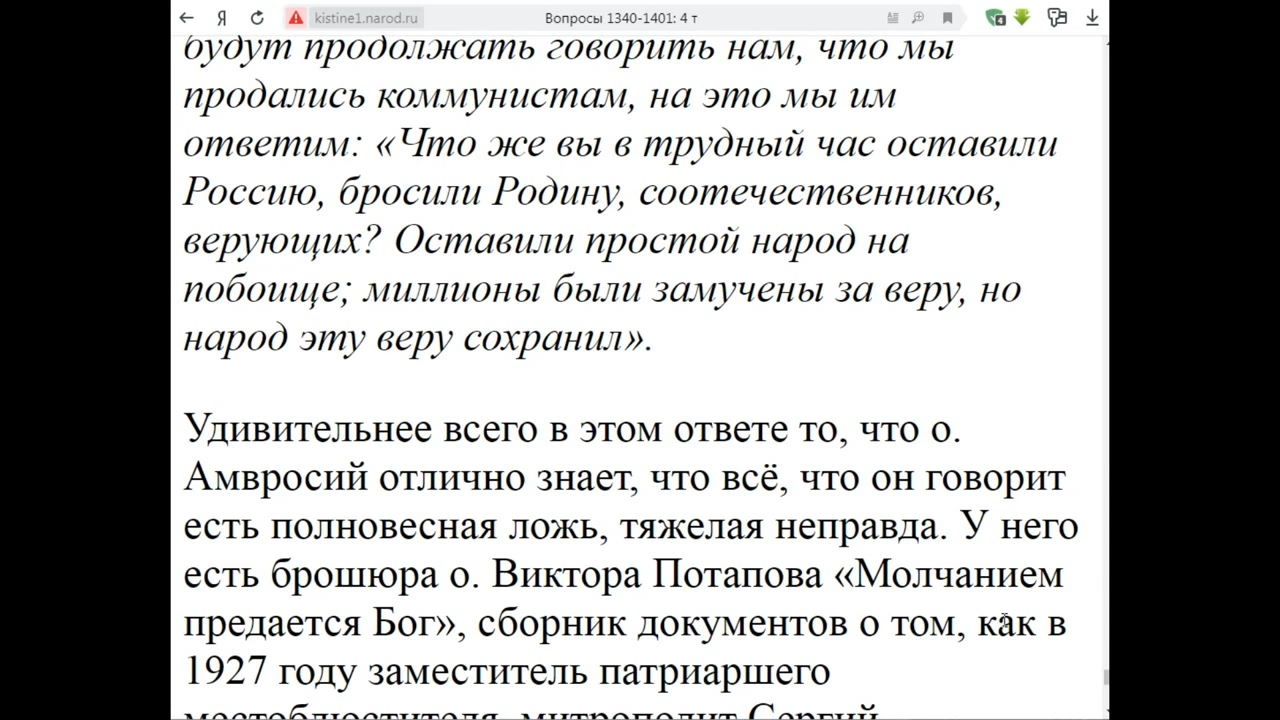 Я kistine1.narod.ru Вопросы 1340-1401: 4 т 4
будут продолжать говорить нам, что мы
продались коммунистам, на это мы им
ответим: «Что же вы в трудный час оставили
Россию, бросили Родину, соотечественников,
верующих? Оставили простой народ на
побоище; миллионы были замучены за веру, но
народ эту веру сохранил».
Удивительнее всего в этом ответе то, что о.
Амвросий отлично знает, что всё, что он говорит
есть полновесная ложь, тяжелая неправда. У него
есть брошюра о. Виктора Потапова «Молчанием
предается Бог», сборник документов о том, как в
1927 году заместитель патриаршего
местоблюстителя, митрополит Сергий